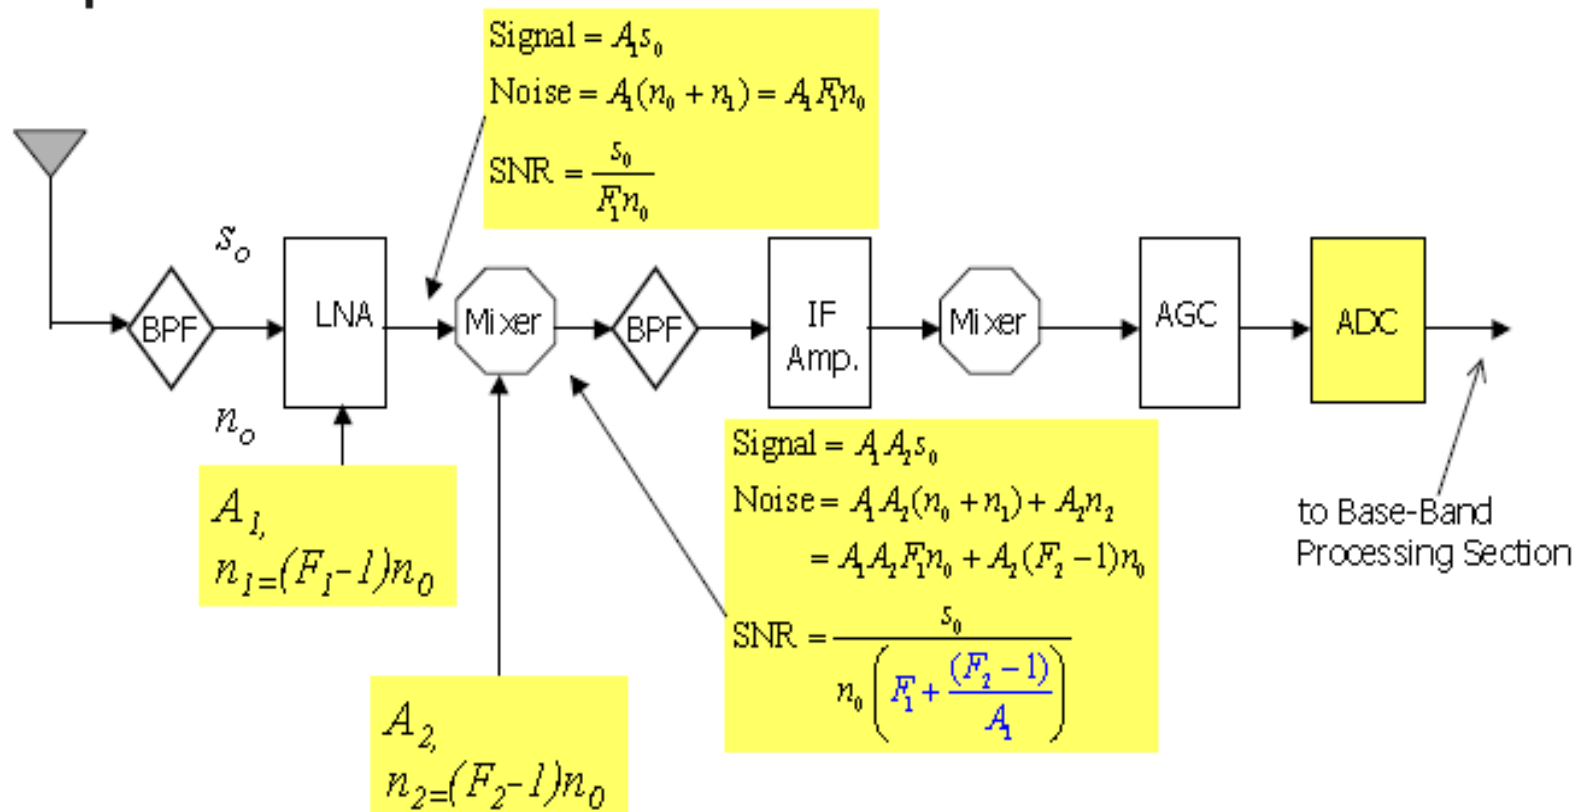 Signal = A₁s₀
Noise = A₁(n₀ + n₁) = A₁F₁n₀
SNR = s₀ / F₁n₀
sₒ
BPF
LNA
Mixer
BPF
IF
Amp.
Mixer
AGC
ADC
nₒ
A₁,
n₁=(F₁-1)n₀
Signal = A₁A₂s₀
Noise = A₁A₂(n₀ + n₁) + A₂n₂
= A₁A₂F₁n₀ + A₂(F₂ − 1)n₀
SNR = s₀ / n₀(F₁ + (F₂ − 1) / A₁)
to Base-Band
Processing Section
A₂,
n₂=(F₂-1)n₀